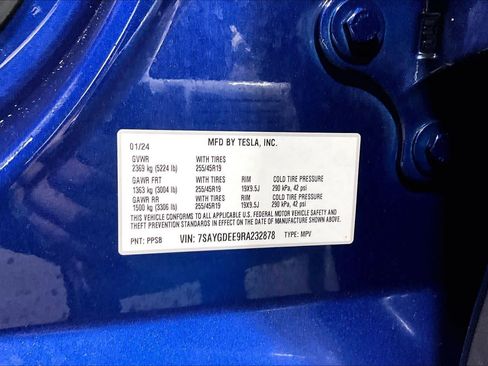 01/24 MFD BY TESLA, INC.
GVWR WITH TIRES
2369 kg (5224 lb) 255/45R19
GAWR FRT WITH TIRES RIM COLD TIRE PRESSURE
1363 kg (3004 lb) 255/45R19 19X9.5J 290 kPa, 42 psi
GAWR RR WITH TIRES RIM COLD TIRE PRESSURE
1500 kg (3306 lb) 255/45R19 19X9.5J 290 kPa, 42 psi
THIS VEHICLE CONFORMS TO ALL APPLICABLE U.S. FEDERAL MOTOR VEHICLE SAFETY AND
THEFT PREVENTION STANDARDS IN EFFECT ON THE DATE OF MANUFACTURE SHOWN ABOVE.
PNT: PPSB VIN: 7SAYGDEE9RA232878 TYPE: MPV